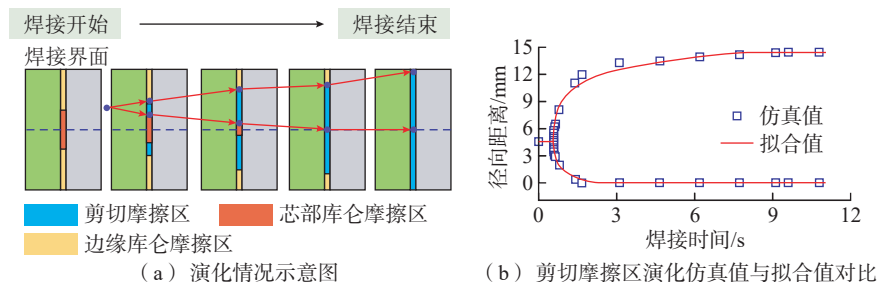 焊接开始
焊接结束
焊接界面
剪切摩擦区
芯部库仑摩擦区
边缘库仑摩擦区
（a）演化情况示意图
径向距离/mm
15
12
9
6
3
0
仿真值
拟合值
0
3
6
9
12
焊接时间/s
（b）剪切摩擦区演化仿真值与拟合值对比